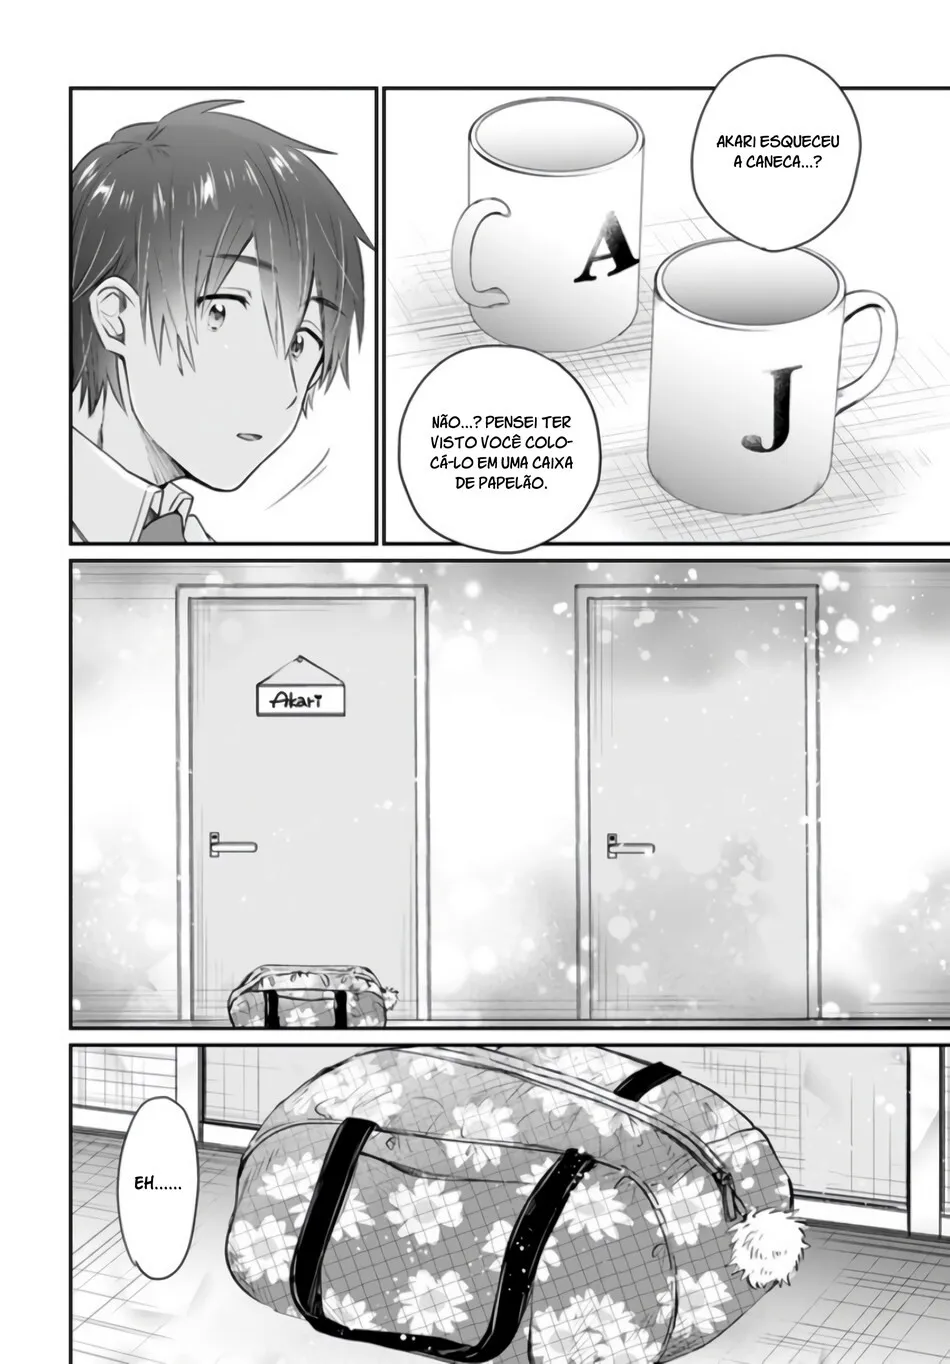 AKARI ESQUECEU
A CANECA...?
A
J
NÃO...? PENSEI TER
VISTO VOCÊ COLO-
CÁ-LO EM UMA CAIXA
DE PAPELÃO.
Akari
EH......